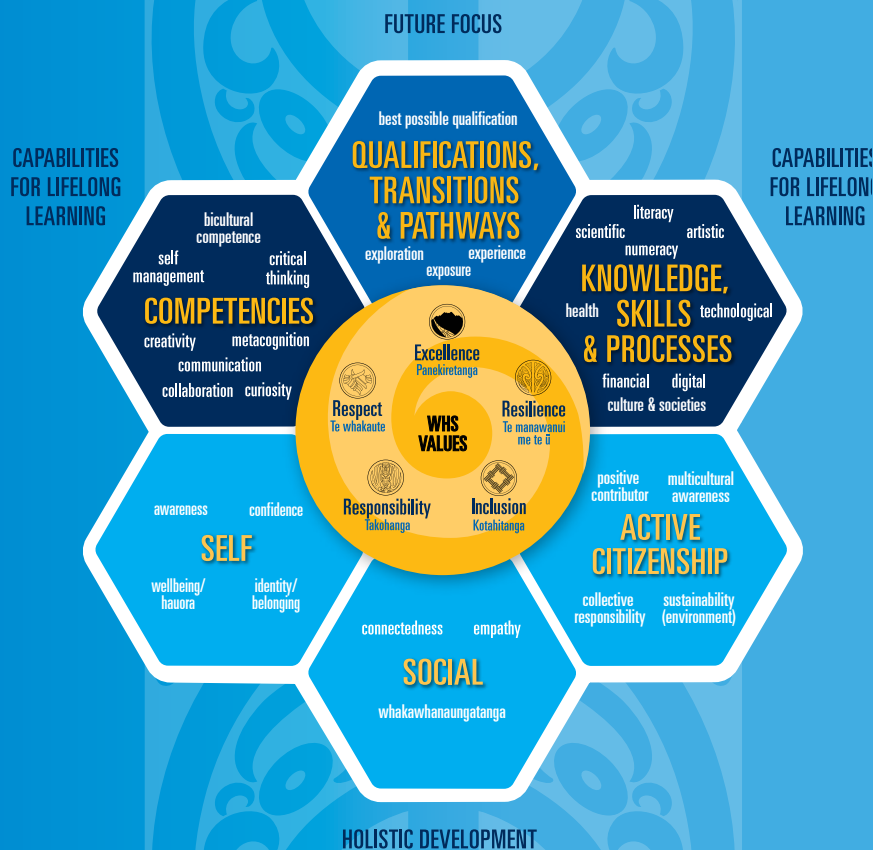 FUTURE FOCUS
CAPABILITIES
FOR LIFELONG
LEARNING
CAPABILITIES
FOR LIFELON
LEARNING
best possible qualification
QUALIFICATIONS,
TRANSITIONS
& PATHWAYS
exploration experience
exposure
bicultural
competence
self
management
critical
thinking
COMPETENCIES
creativity metacognition
communication
collaboration curiosity
literacy
scientific artistic
numeracy
KNOWLEDGE,
health SKILLS technological
& PROCESSES
financial digital
culture & societies
Excellence
Panekiretanga
Respect
Te whakaute
Resilience
Te manawanui
me te ū
WHS
VALUES
Responsibility
Takohanga
Inclusion
Kotahitanga
awareness confidence
SELF
wellbeing/
hauora
identity/
belonging
positive
contributor
multicultural
awareness
ACTIVE
CITIZENSHIP
collective
responsibility
sustainability
(environment)
connectedness empathy
SOCIAL
whakawhanaungatanga
HOLISTIC DEVELOPMENT